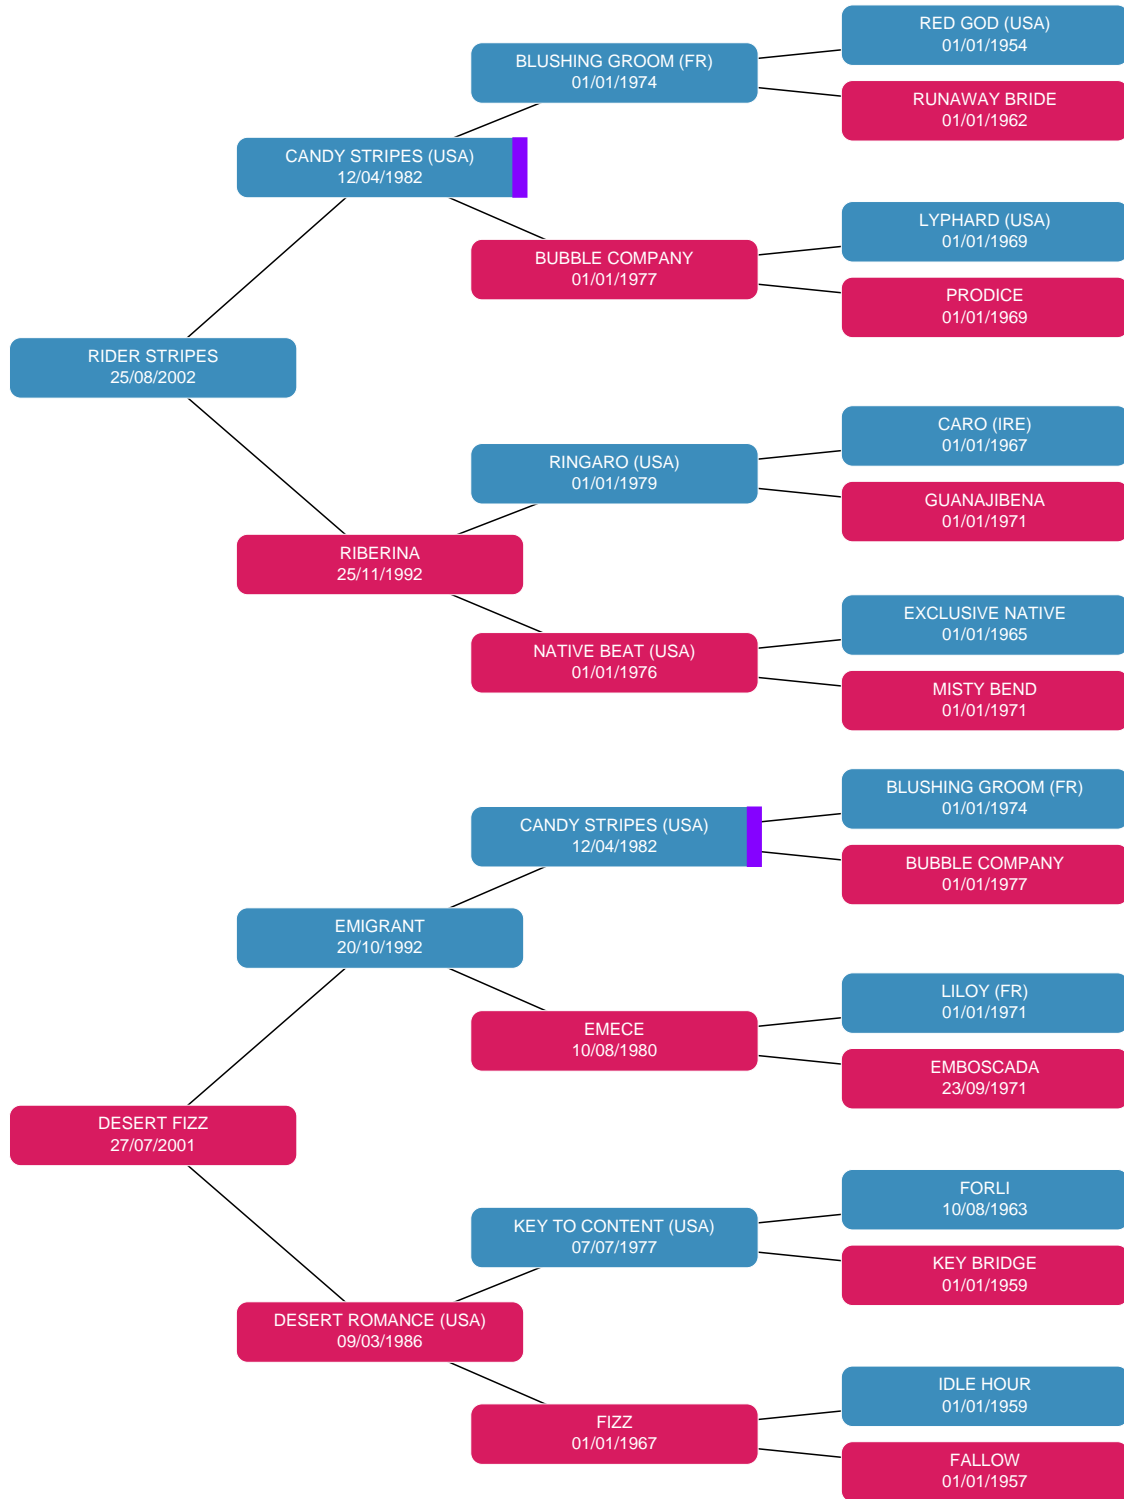 RED GOD (USA)
01/01/1954
BLUSHING GROOM (FR)
01/01/1974
RUNAWAY BRIDE
01/01/1962
CANDY STRIPES (USA)
12/04/1982
LYPHARD (USA)
01/01/1969
BUBBLE COMPANY
01/01/1977
PRODICE
01/01/1969
RIDER STRIPES
25/08/2002
CARO (IRE)
01/01/1967
RINGARO (USA)
01/01/1979
GUANAJIBENA
01/01/1971
RIBERINA
25/11/1992
EXCLUSIVE NATIVE
01/01/1965
NATIVE BEAT (USA)
01/01/1976
MISTY BEND
01/01/1971
BLUSHING GROOM (FR)
01/01/1974
CANDY STRIPES (USA)
12/04/1982
BUBBLE COMPANY
01/01/1977
EMIGRANT
20/10/1992
LILOY (FR)
01/01/1971
EMECE
10/08/1980
EMBOSCADA
23/09/1971
DESERT FIZZ
27/07/2001
FORLI
10/08/1963
KEY TO CONTENT (USA)
07/07/1977
KEY BRIDGE
01/01/1959
DESERT ROMANCE (USA)
09/03/1986
IDLE HOUR
01/01/1959
FIZZ
01/01/1967
FALLOW
01/01/1957